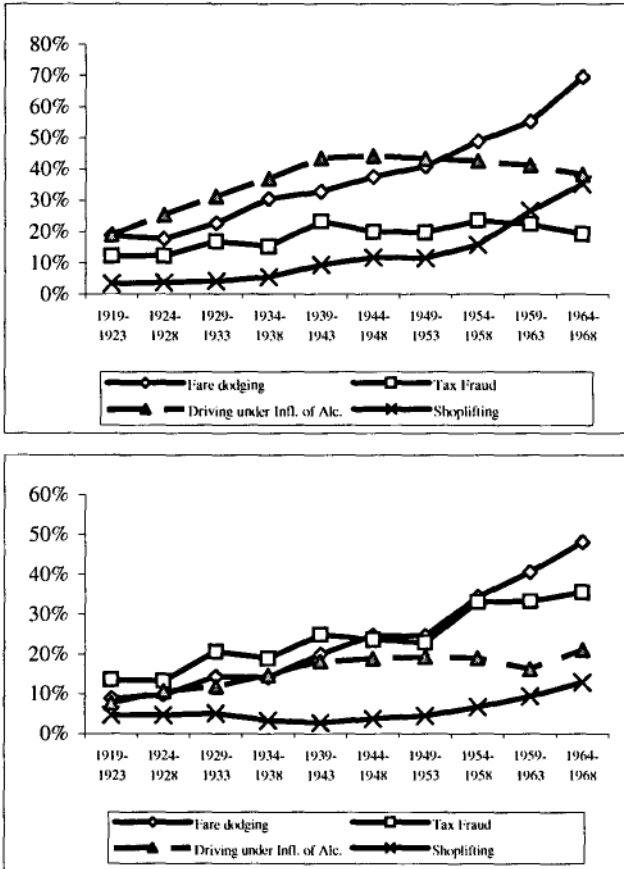 80%
70%
60%
50%
40%
30%
20%
10%
0%
1919- 1924- 1929- 1934- 1939- 1944- 1949- 1954- 1959- 1964-
1923 1928 1933 1938 1943 1948 1953 1958 1963 1968
Fare dodging Tax Fraud
Driving under Infl. of Alc. Shoplifting
60%
50%
40%
30%
20%
10%
0%
1919- 1924- 1929- 1934- 1939- 1944- 1949- 1954- 1959- 1964-
1923 1928 1933 1938 1943 1948 1953 1958 1963 1968
Fare dodging Tax Fraud
Driving under Infl. of Alc. Shoplifting